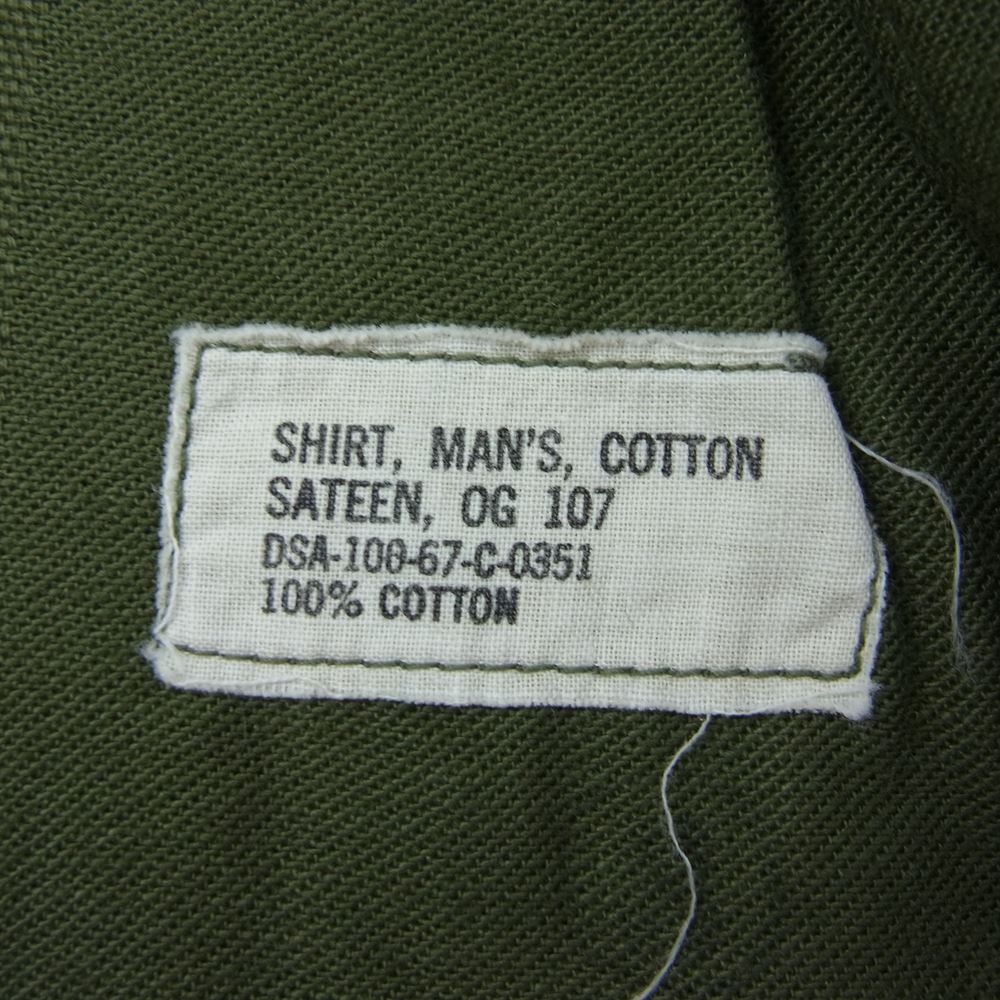 SHIRT, MAN'S, COTTON
SATEEN, OG 107
DSA-100-67-C-0351
100% COTTON